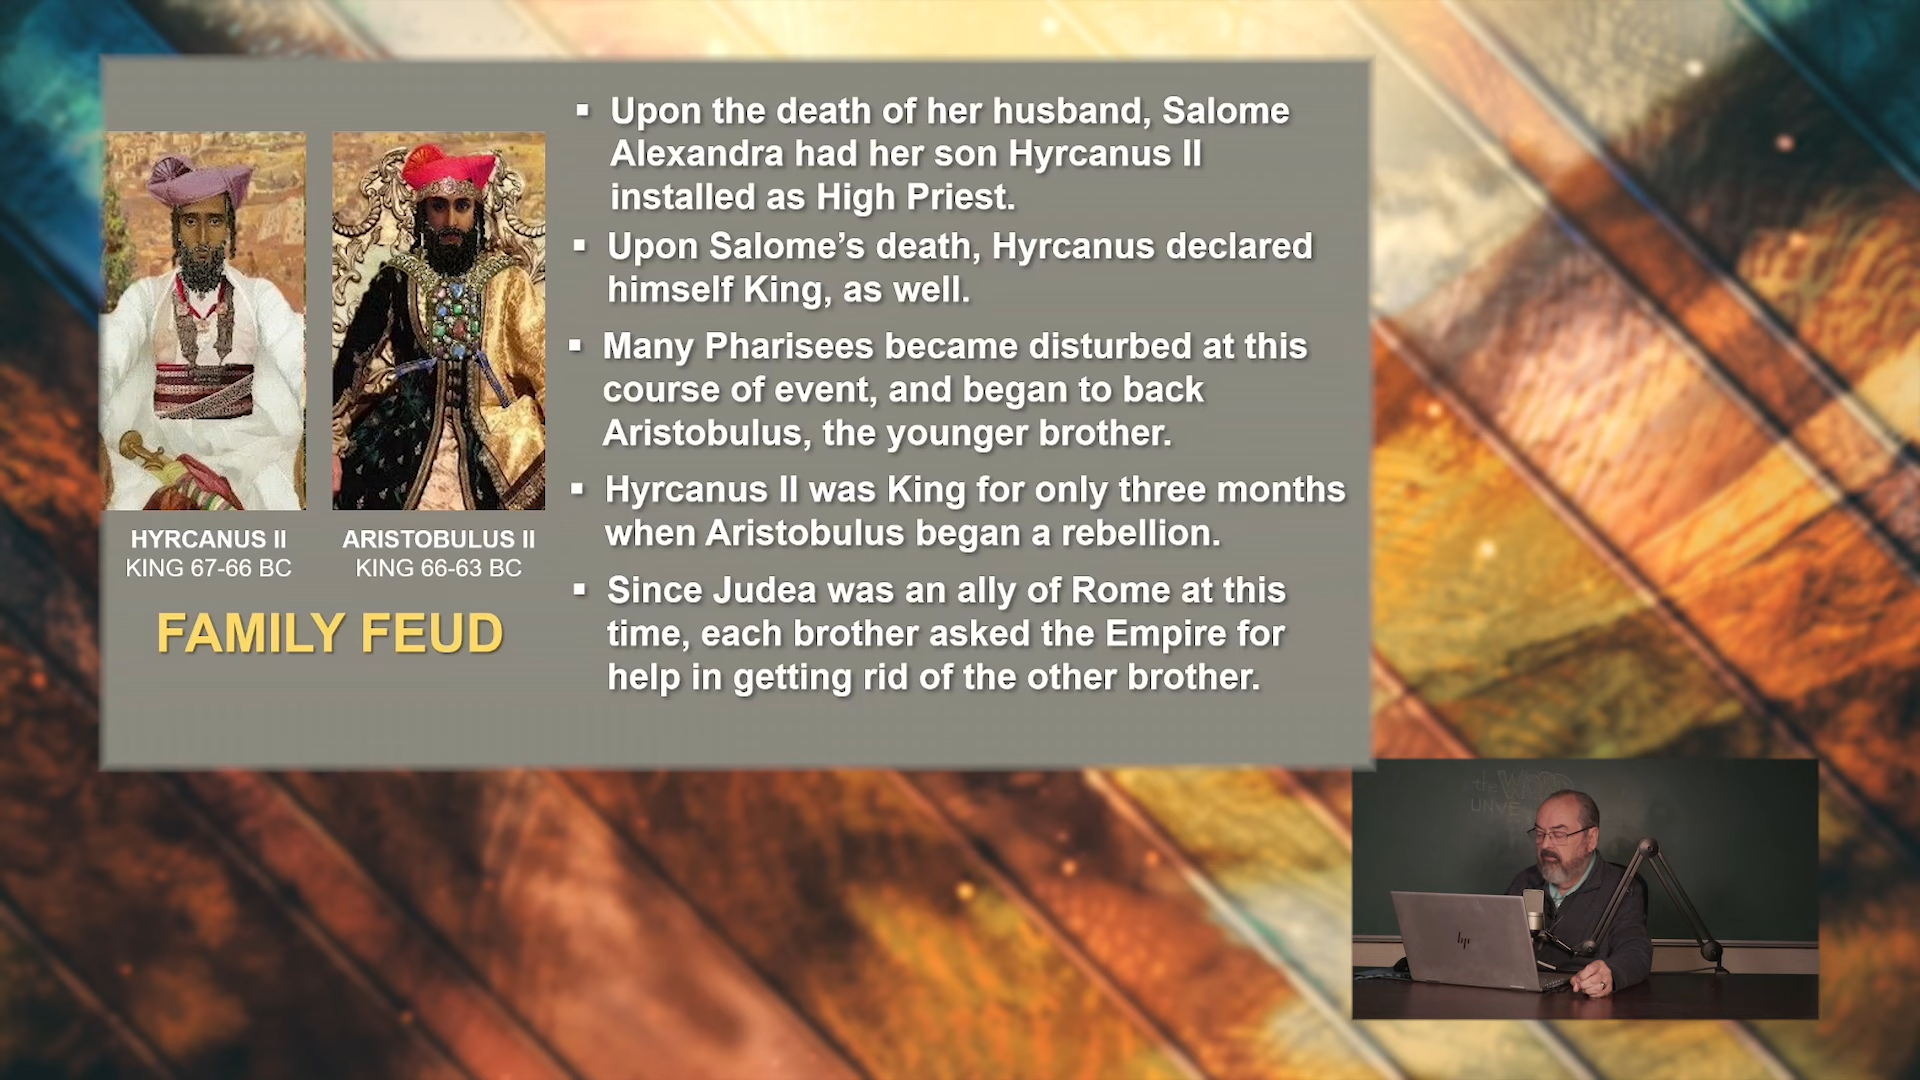 ▪ Upon the death of her husband, Salome
Alexandra had her son Hyrcanus II
installed as High Priest.
▪ Upon Salome’s death, Hyrcanus declared
himself King, as well.
▪ Many Pharisees became disturbed at this
course of event, and began to back
Aristobulus, the younger brother.
▪ Hyrcanus II was King for only three months
when Aristobulus began a rebellion.
▪ Since Judea was an ally of Rome at this
time, each brother asked the Empire for
help in getting rid of the other brother.
HYRCANUS II
KING 67-66 BC
ARISTOBULUS II
KING 66-63 BC
FAMILY FEUD
the WORD
hp